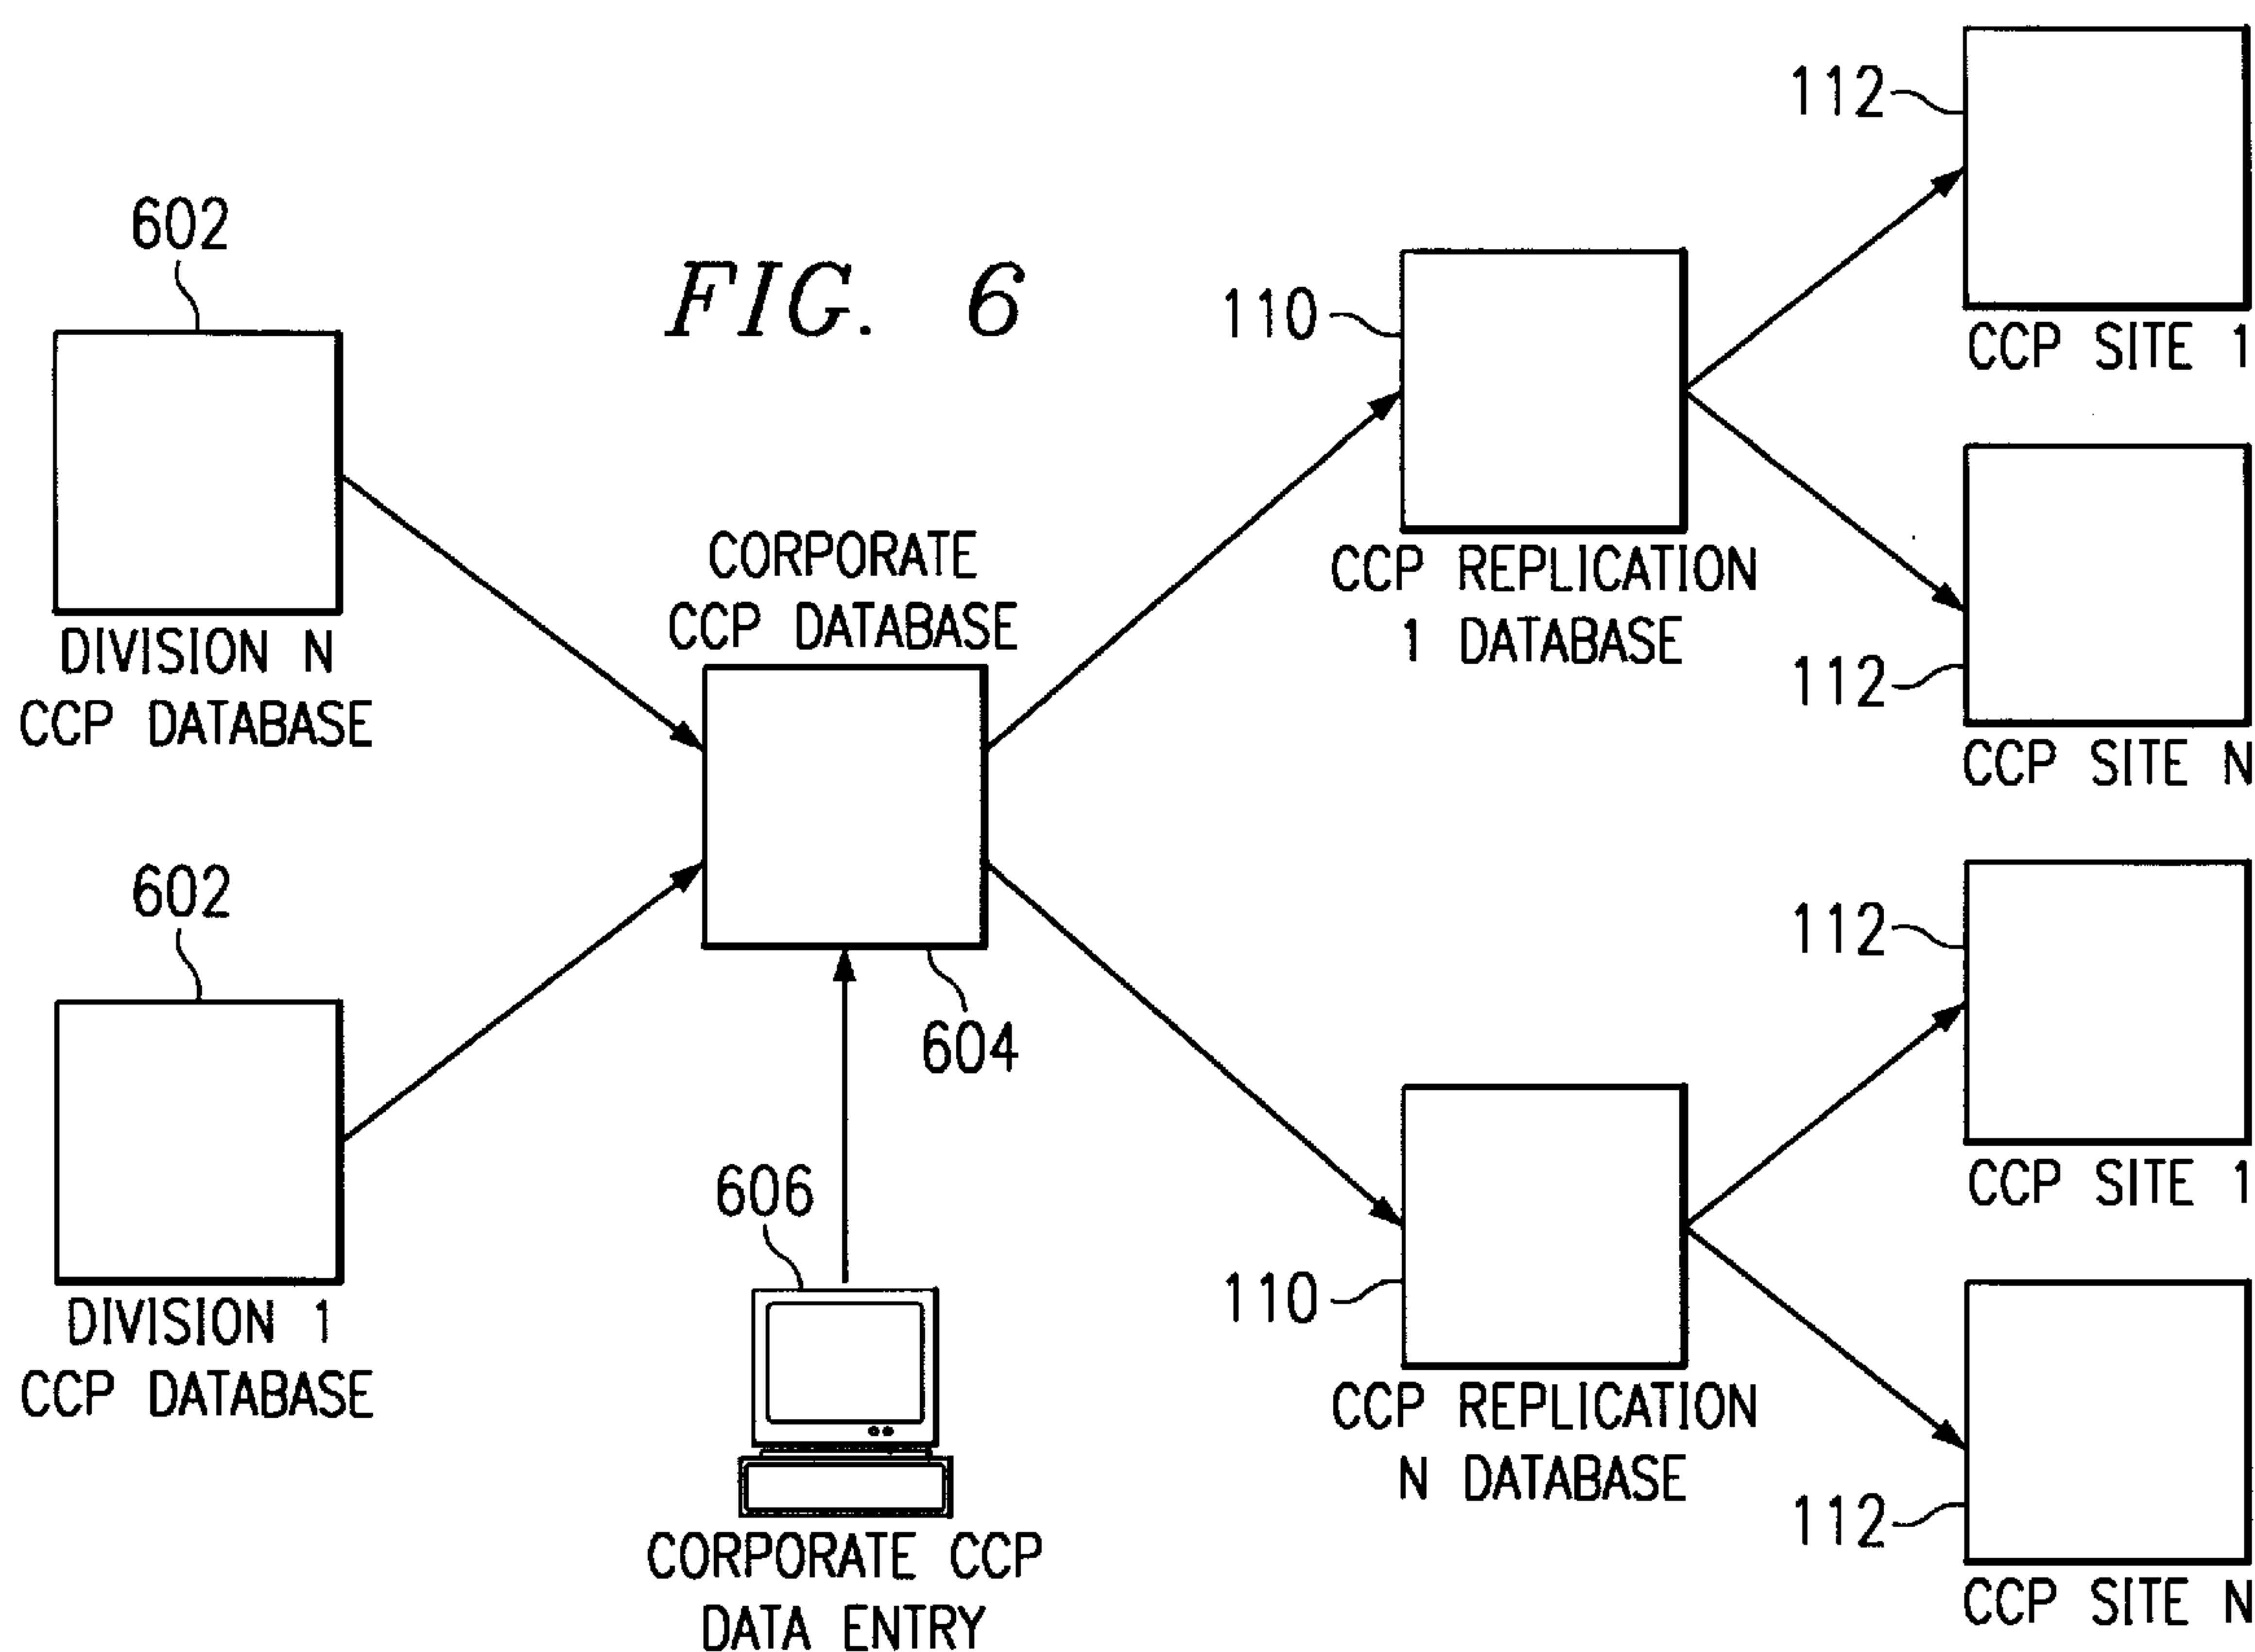 FIG. 6
602
DIVISION N
CCP DATABASE
602
DIVISION 1
CCP DATABASE
CORPORATE
CCP DATABASE
604
606
CORPORATE CCP
DATA ENTRY
110
CCP REPLICATION
1 DATABASE
110
CCP REPLICATION
N DATABASE
112
CCP SITE 1
112
CCP SITE N
112
CCP SITE 1
112
CCP SITE N